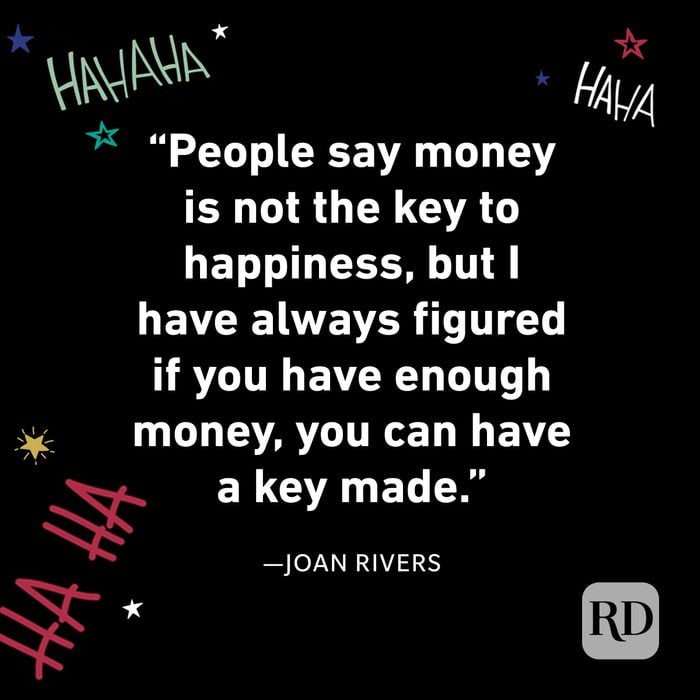 HAHAHA
HAHA
“People say money
is not the key to
happiness, but I
have always figured
if you have enough
money, you can have
a key made.”
—JOAN RIVERS
HA HA
RD